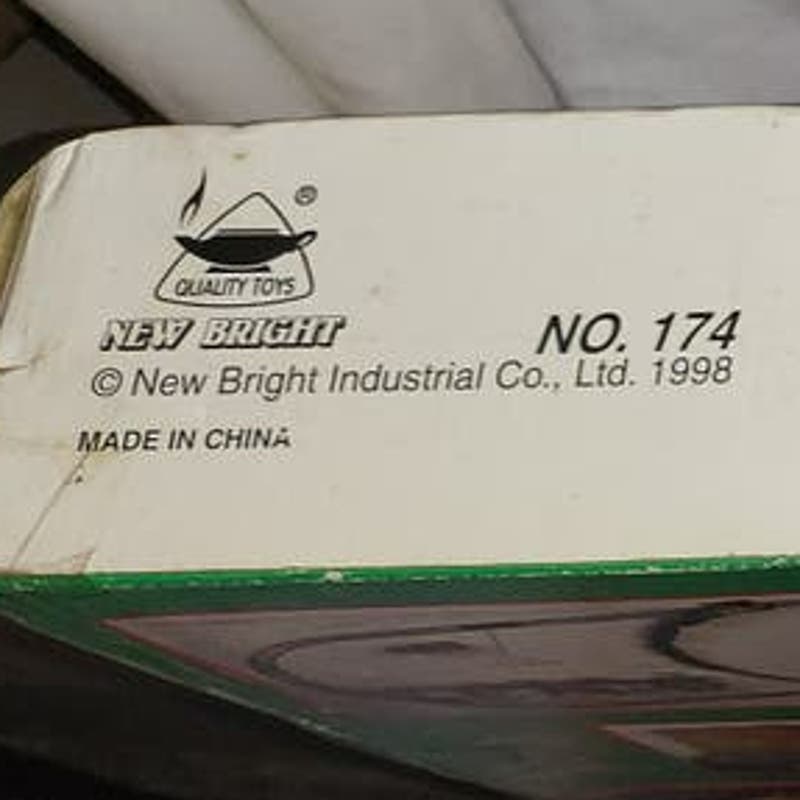 ®
QUALITY TOYS
NEW BRIGHT
NO. 174
© New Bright Industrial Co., Ltd. 1998
MADE IN CHINA